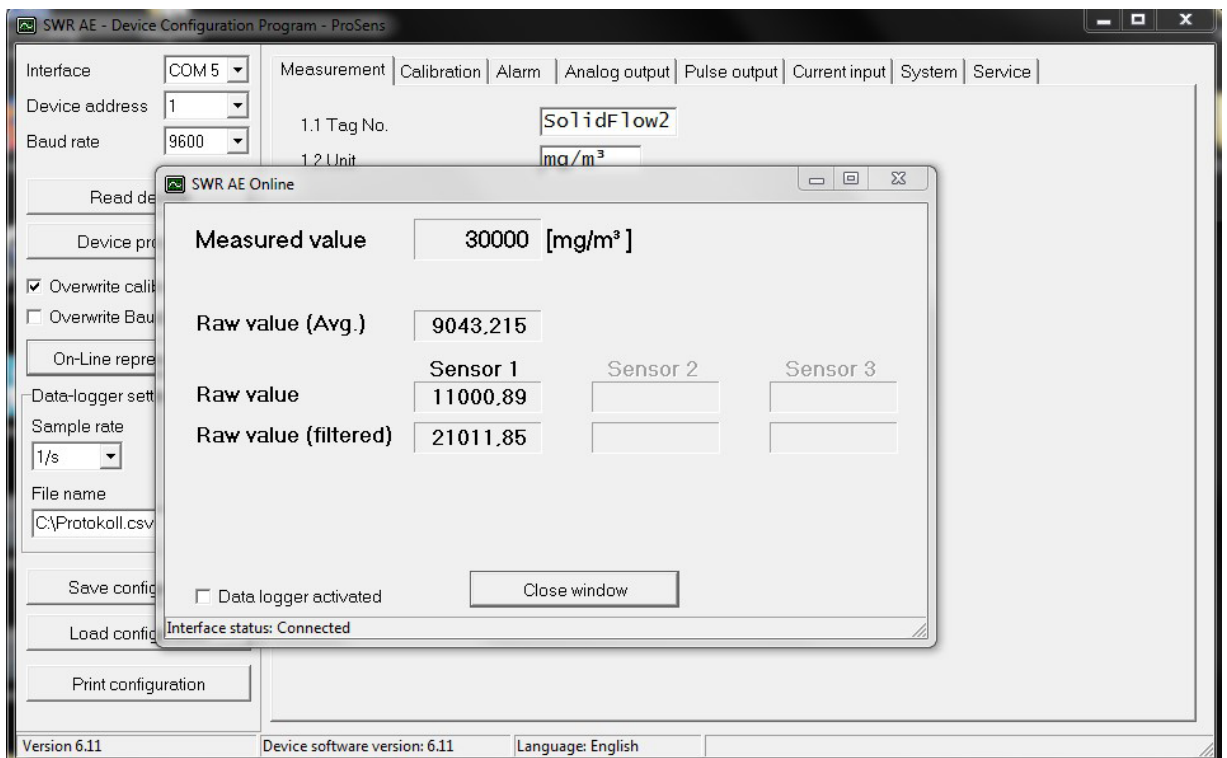 SWR AE - Device Configuration Program - ProSens
Interface
COM 5
Measurement
Calibration
Alarm
Analog output
Pulse output
Current input
System
Service
Device address
1
1.1 Tag No.
SolidFlow2
Baud rate
9600
1.2 Unit
mg/m³
SWR AE Online
Read de
Measured value
30000
[mg/m³]
Device pro
Overwrite calib
Overwrite Bau
Raw value (Avg.)
9043,215
On-Line repre
Sensor 1
Sensor 2
Sensor 3
Data-logger sett
Raw value
11000,89
Sample rate
Raw value (filtered)
21011,85
1/s
File name
C:\Protokoll.csv
Save config
Data logger activated
Close window
Load config
Interface status: Connected
Print configuration
Version 6.11
Device software version: 6.11
Language: English